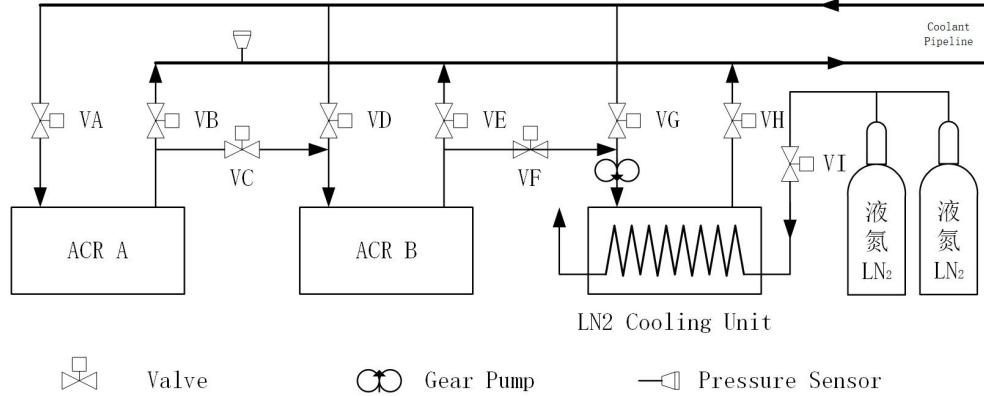 Coolant
Pipeline
VA
VB
VD
VE
VG
VH
VC
VF
VI
ACR A
ACR B
液
氮
LN₂
液
氮
LN₂
LN2 Cooling Unit
Valve
Gear Pump
Pressure Sensor